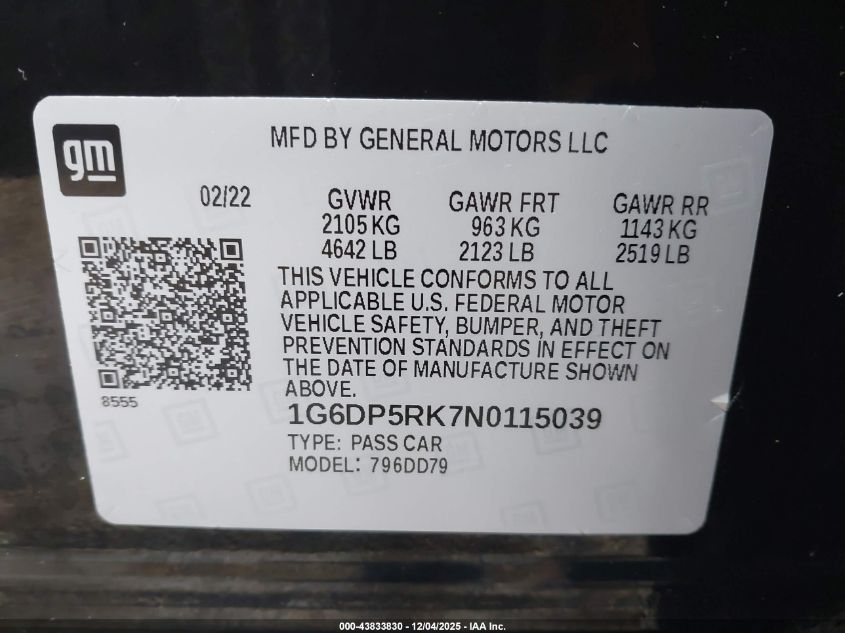 gm
MFD BY GENERAL MOTORS LLC
02/22 GVWR GAWR FRT GAWR RR
2105 KG 963 KG 1143 KG
4642 LB 2123 LB 2519 LB
THIS VEHICLE CONFORMS TO ALL
APPLICABLE U.S. FEDERAL MOTOR
VEHICLE SAFETY, BUMPER, AND THEFT
PREVENTION STANDARDS IN EFFECT ON
THE DATE OF MANUFACTURE SHOWN
ABOVE.
8555
1G6DP5RK7N0115039
TYPE: PASS CAR
MODEL: 796DD79
000-43833830 - 12/04/2025 - IAA Inc.